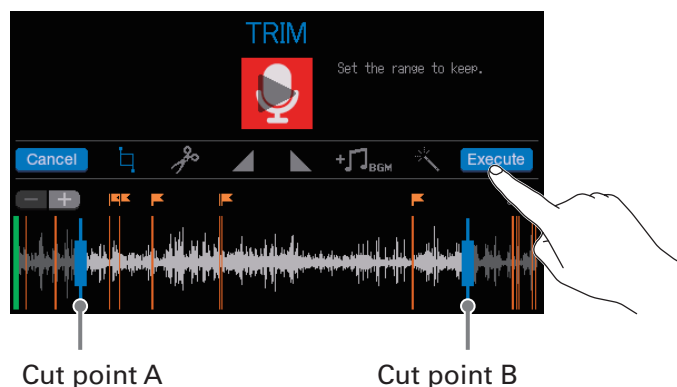 TRIM
Set the range to keep.
Cancel
+ BGM
Execute
− +
Cut point A
Cut point B